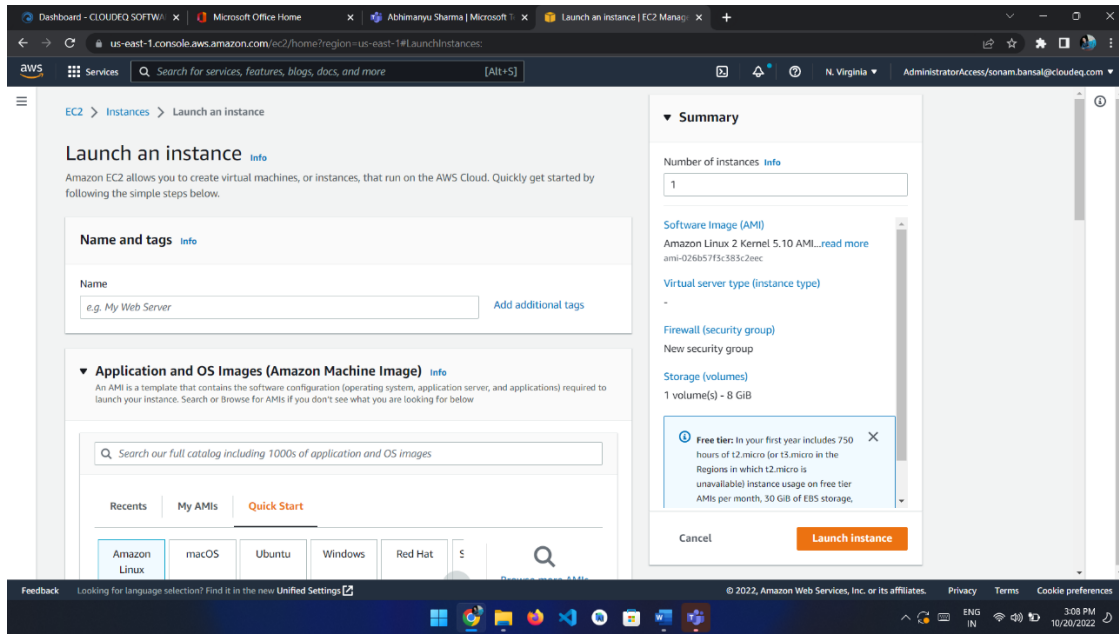 Dashboard - CLOUDEQ SOFTWA
Microsoft Office Home
Abhimanyu Sharma | Microsoft T
Launch an instance | EC2 Manage
us-east-1.console.aws.amazon.com/ec2/home?region=us-east-1#LaunchInstances:
aws
Services
Search for services, features, blogs, docs, and more
[Alt+S]
N. Virginia ▼
AdministratorAccess/sonam.bansal@cloudeq.com ▼
EC2 > Instances > Launch an instance
Launch an instance Info
Amazon EC2 allows you to create virtual machines, or instances, that run on the AWS Cloud. Quickly get started by
following the simple steps below.
Name and tags Info
Name
e.g. My Web Server
Add additional tags
▼ Application and OS Images (Amazon Machine Image) Info
An AMI is a template that contains the software configuration (operating system, application server, and applications) required to
launch your instance. Search or Browse for AMIs if you don't see what you are looking for below
Search our full catalog including 1000s of application and OS images
Recents
My AMIs
Quick Start
Amazon
Linux
macOS
Ubuntu
Windows
Red Hat
S
Browse more AMIs
▼ Summary
Number of instances Info
1
Software Image (AMI)
Amazon Linux 2 Kernel 5.10 AMI...read more
ami-026b57f3c383c2eec
Virtual server type (instance type)
-
Firewall (security group)
New security group
Storage (volumes)
1 volume(s) - 8 GiB
Free tier: In your first year includes 750
hours of t2.micro (or t3.micro in the
Regions in which t2.micro is
unavailable) instance usage on free tier
AMIs per month, 30 GiB of EBS storage,
Cancel
Launch instance
Feedback
Looking for language selection? Find it in the new Unified Settings
© 2022, Amazon Web Services, Inc. or its affiliates.
Privacy
Terms
Cookie preferences
ENG
IN
3:08 PM
10/20/2022